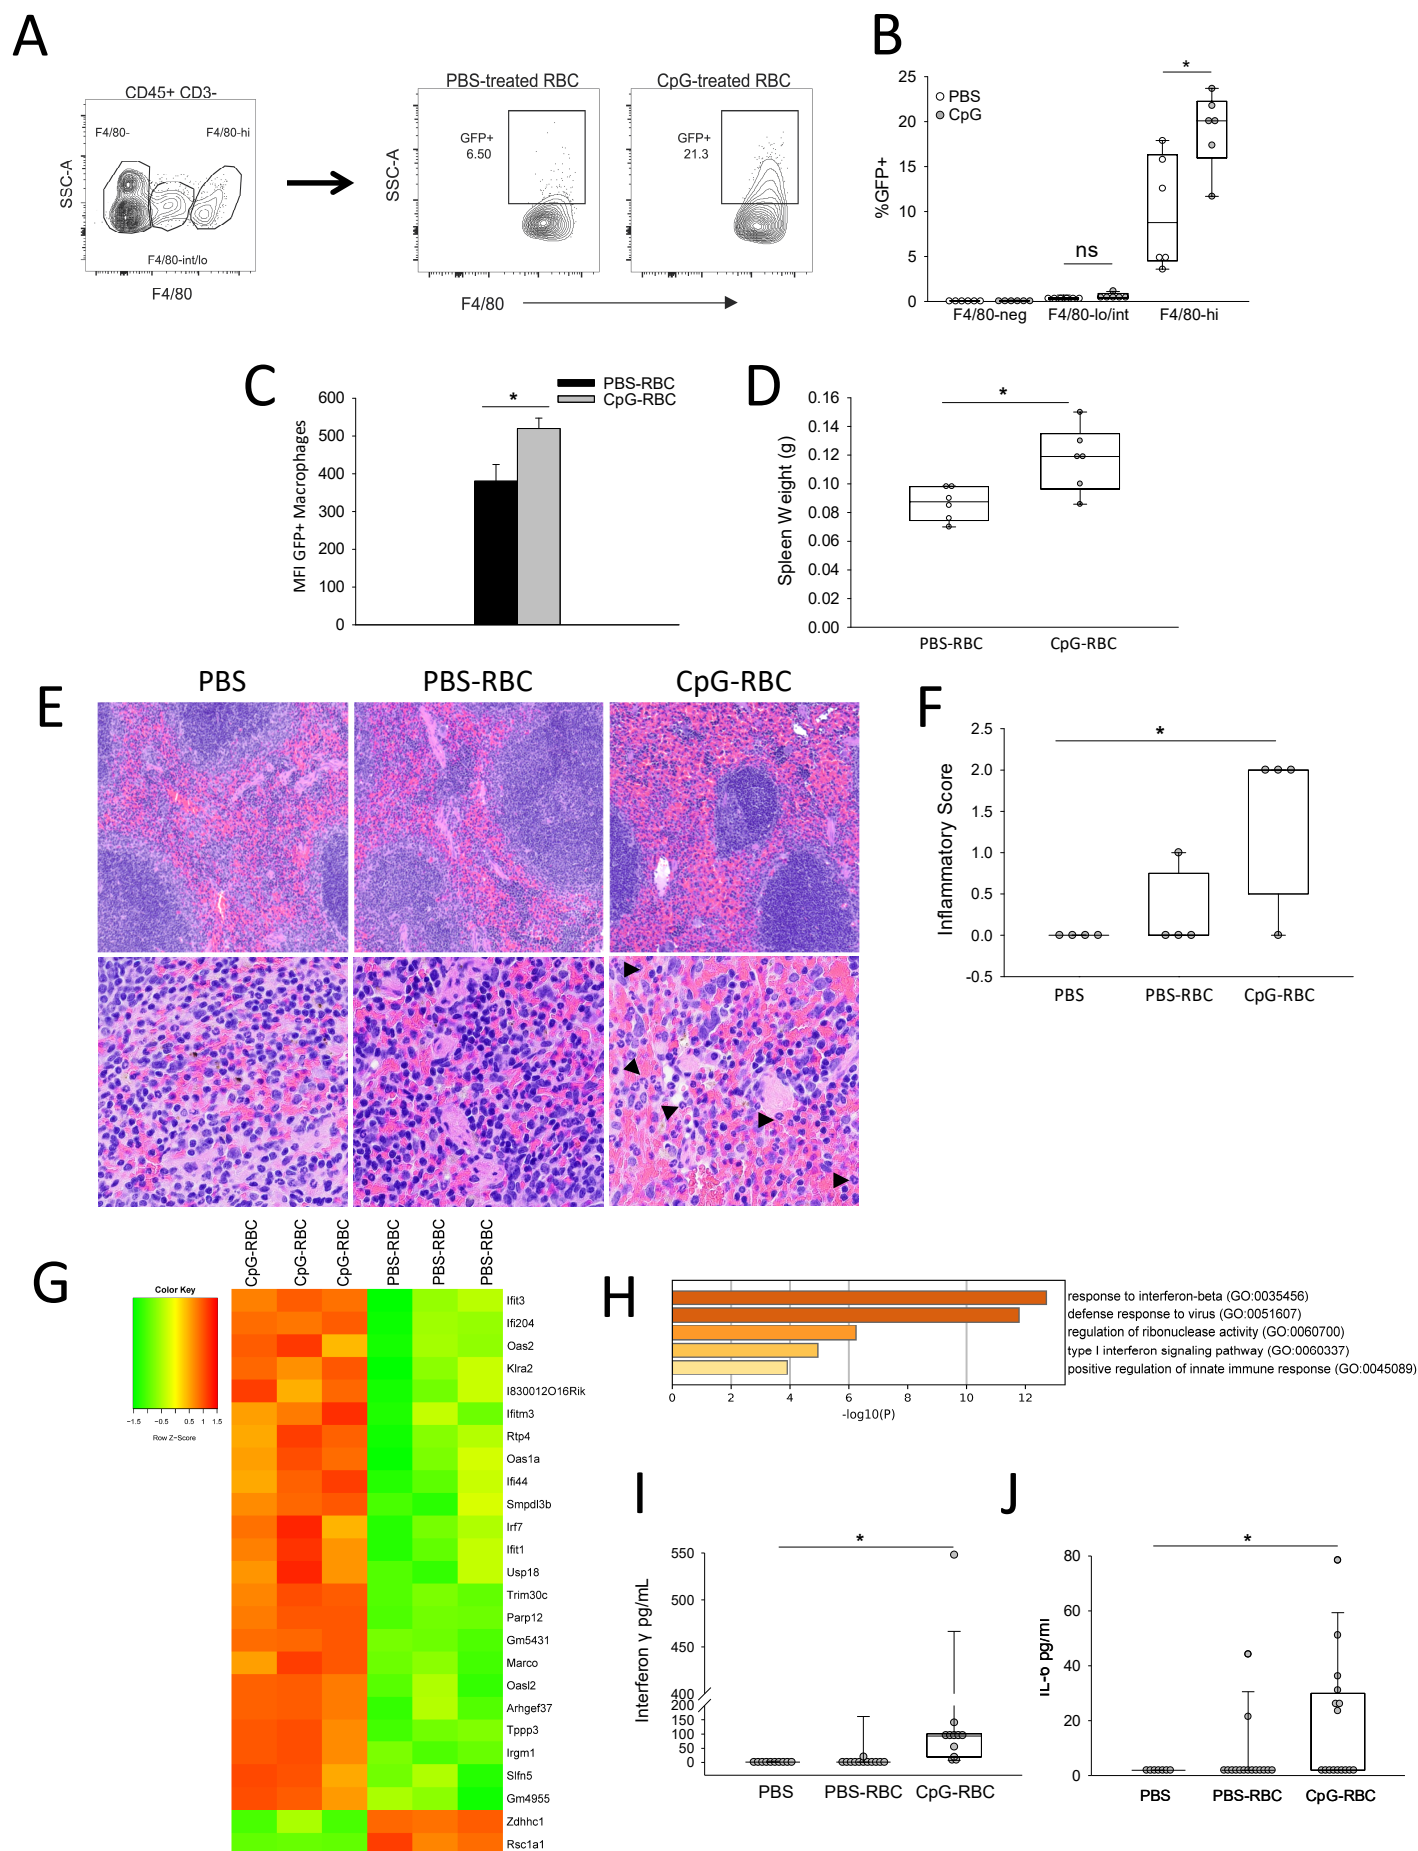 A
CD45+ CD3-
F4/80-
F4/80-hi
F4/80-int/lo
SSC-A
F4/80
PBS-treated RBC
CpG-treated RBC
GFP+
6.50
GFP+
21.3
SSC-A
F4/80
B
PBS
CpG
*
ns
%GFP+
25
20
15
10
5
0
F4/80-neg
F4/80-lo/int
F4/80-hi
C
PBS-RBC
CpG-RBC
*
MFI GFP+ Macrophages
600
500
400
300
200
100
0
D
*
Spleen Weight (g)
0.16
0.14
0.12
0.10
0.08
0.06
0.04
0.02
0.00
PBS-RBC
CpG-RBC
E
PBS
PBS-RBC
CpG-RBC
F
*
Inflammatory Score
2.5
2.0
1.5
1.0
0.5
0.0
-0.5
PBS
PBS-RBC
CpG-RBC
G
Color Key
-1.5 -0.5 0.5 1 1.5
Row Z-Score
CpG-RBC
CpG-RBC
CpG-RBC
PBS-RBC
PBS-RBC
PBS-RBC
Ifit3
Ifi204
Oas2
Klra2
I830012O16Rik
Ifitm3
Rtp4
Oas1a
Ifi44
Smpdl3b
Irf7
Ifit1
Usp18
Trim30c
Parp12
Gm5431
Marco
Oasl2
Arhgef37
Tppp3
Irgm1
Slfn5
Gm4955
Zdhhc1
Rsc1a1
H
response to interferon-beta (GO:0035456)
defense response to virus (GO:0051607)
regulation of ribonuclease activity (GO:0060700)
type I interferon signaling pathway (GO:0060337)
positive regulation of innate immune response (GO:0045089)
0 2 4 6 8 10 12
-log10(P)
I
*
Interferon γ pg/mL
550
500
450
400
200
150
100
50
0
PBS
PBS-RBC
CpG-RBC
J
*
IL-6 pg/ml
80
60
40
20
0
PBS
PBS-RBC
CpG-RBC